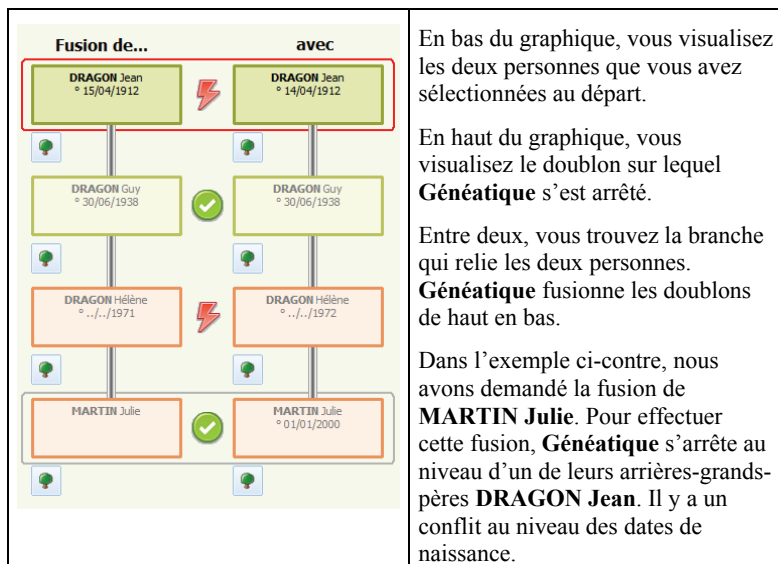 Fusion de... avec
DRAGON Jean DRAGON Jean
° 15/04/1912 ° 14/04/1912
DRAGON Guy DRAGON Guy
° 30/06/1938 ° 30/06/1938
DRAGON Hélène DRAGON Hélène
° ../../1971 ° ../../1972
MARTIN Julie MARTIN Julie
° 01/01/2000
En bas du graphique, vous visualisez
les deux personnes que vous avez
sélectionnées au départ.
En haut du graphique, vous
visualisez le doublon sur lequel
Généatique s’est arrêté.
Entre deux, vous trouvez la branche
qui relie les deux personnes.
Généatique fusionne les doublons
de haut en bas.
Dans l’exemple ci-contre, nous
avons demandé la fusion de
MARTIN Julie. Pour effectuer
cette fusion, Généatique s’arrête au
niveau d’un de leurs arrières-grands-
pères DRAGON Jean. Il y a un
conflit au niveau des dates de
naissance.